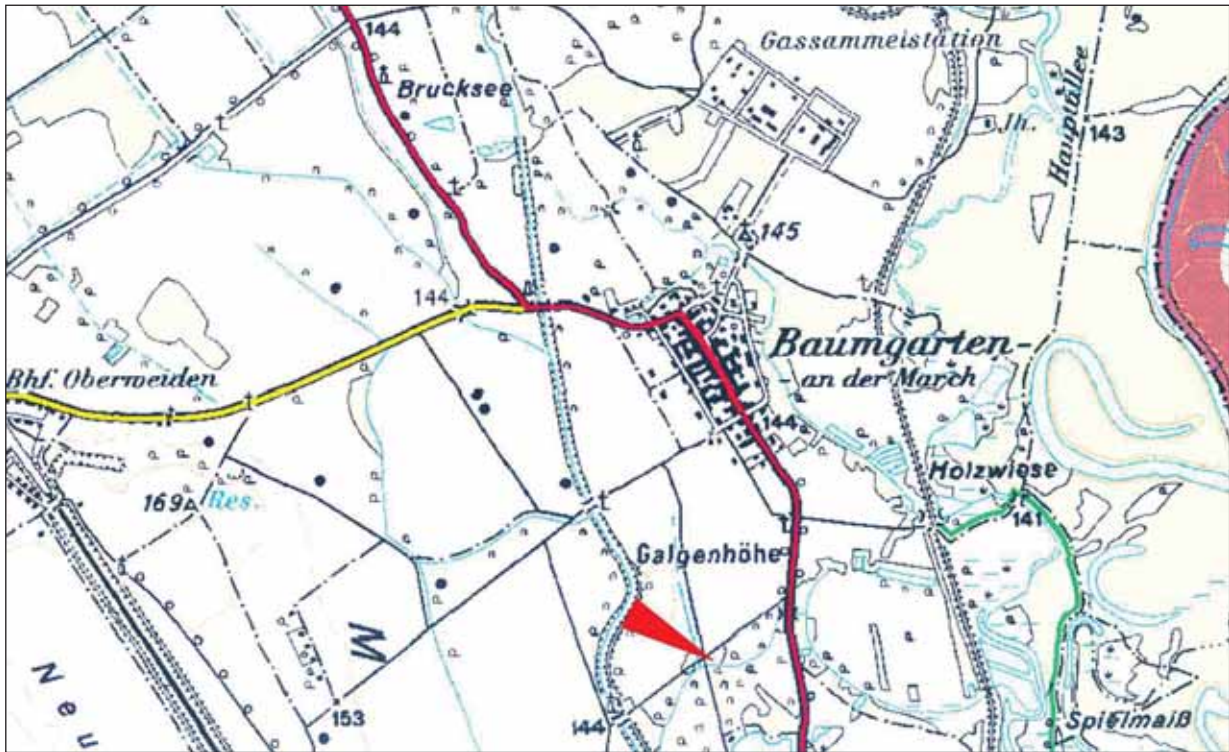 144
Gassammelstation
Brucksee
Jh.
Hauptallee
143
145
144
Baumgarten-
- an der March
Bhf. Oberweiden
144
Holzwiese
169
Res.
141
Galgenhöhe
M
Neu
153
144
Spitelmaiß